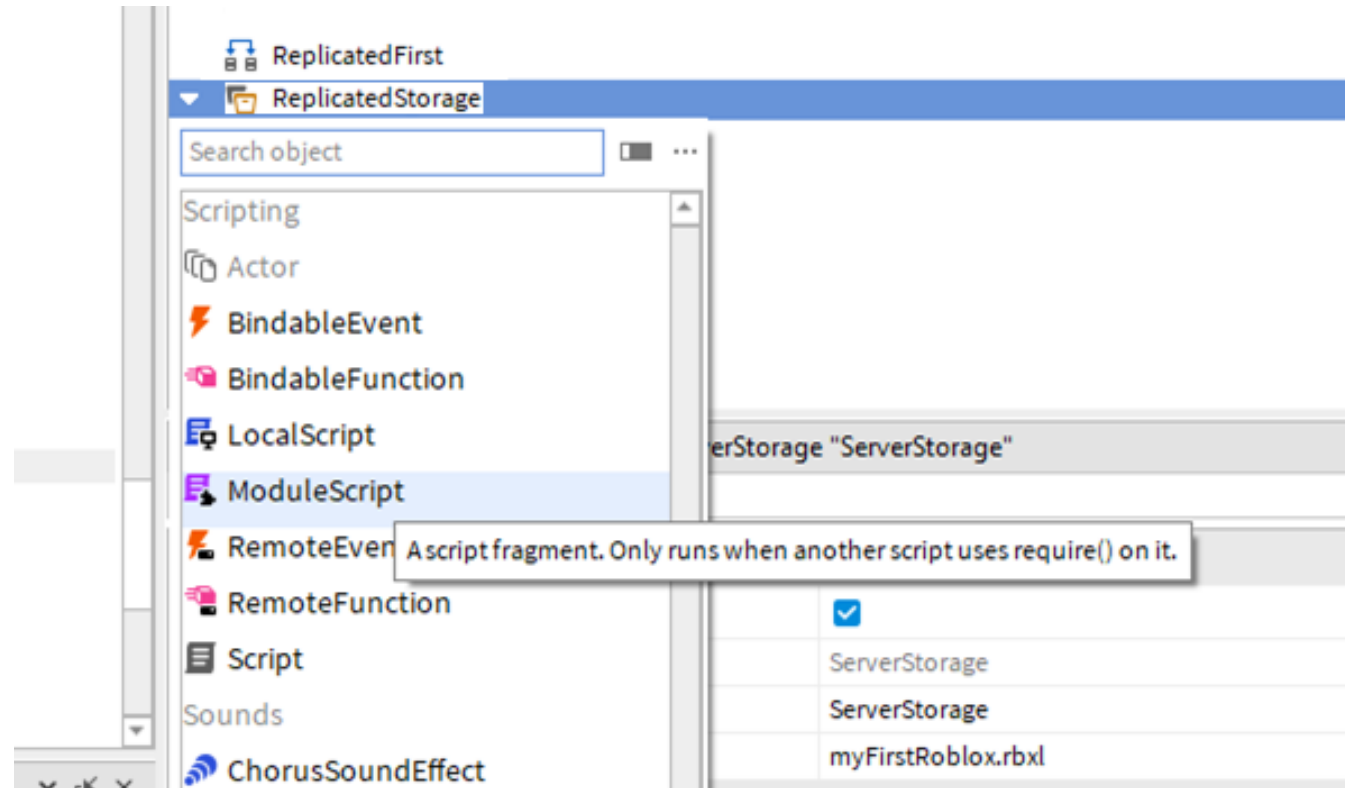 ReplicatedFirst
ReplicatedStorage
Search object
Scripting
Actor
BindableEvent
BindableFunction
LocalScript
erStorage "ServerStorage"
ModuleScript
RemoteEven
A script fragment. Only runs when another script uses require() on it.
RemoteFunction
Script
ServerStorage
Sounds
ServerStorage
ChorusSoundEffect
myFirstRoblox.rbxl